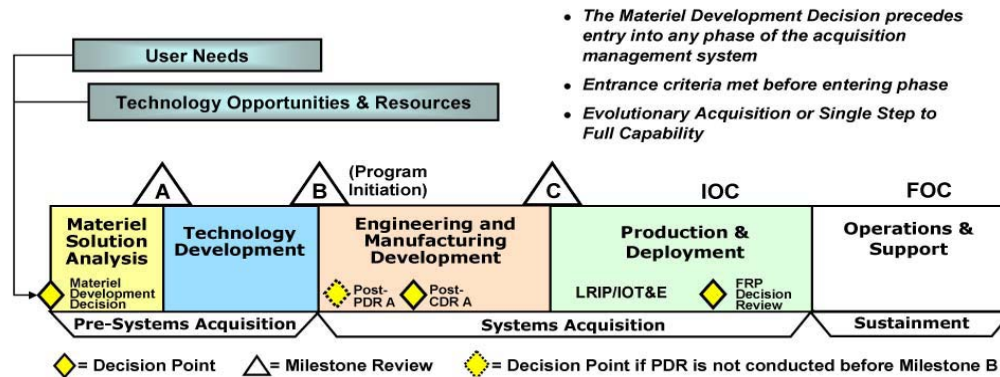 • The Materiel Development Decision precedes
entry into any phase of the acquisition
management system
• Entrance criteria met before entering phase
• Evolutionary Acquisition or Single Step to
Full Capability
User Needs
Technology Opportunities & Resources
A
B
(Program
Initiation)
C
IOC
FOC
Materiel
Solution
Analysis
Materiel
Development
Decision
Technology
Development
Engineering and
Manufacturing
Development
Post-
PDR A
Post-
CDR A
Production &
Deployment
LRIP/IOT&E
FRP
Decision
Review
Operations &
Support
Pre-Systems Acquisition
Systems Acquisition
Sustainment
= Decision Point
= Milestone Review
= Decision Point if PDR is not conducted before Milestone B